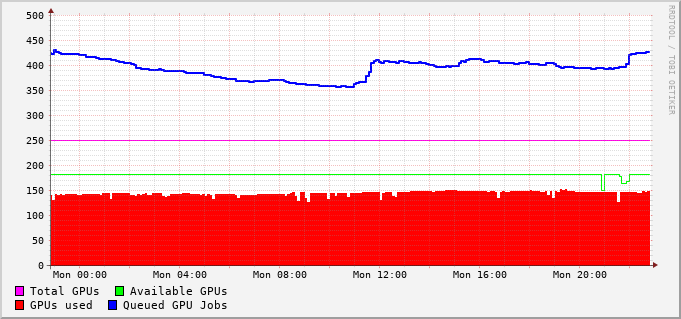 500
450
400
350
300
250
200
150
100
50
0
Mon 00:00 Mon 04:00 Mon 08:00 Mon 12:00 Mon 16:00 Mon 20:00
Total GPUs Available GPUs
GPUs used Queued GPU Jobs
RRDTOOL / TOBI OETIKER